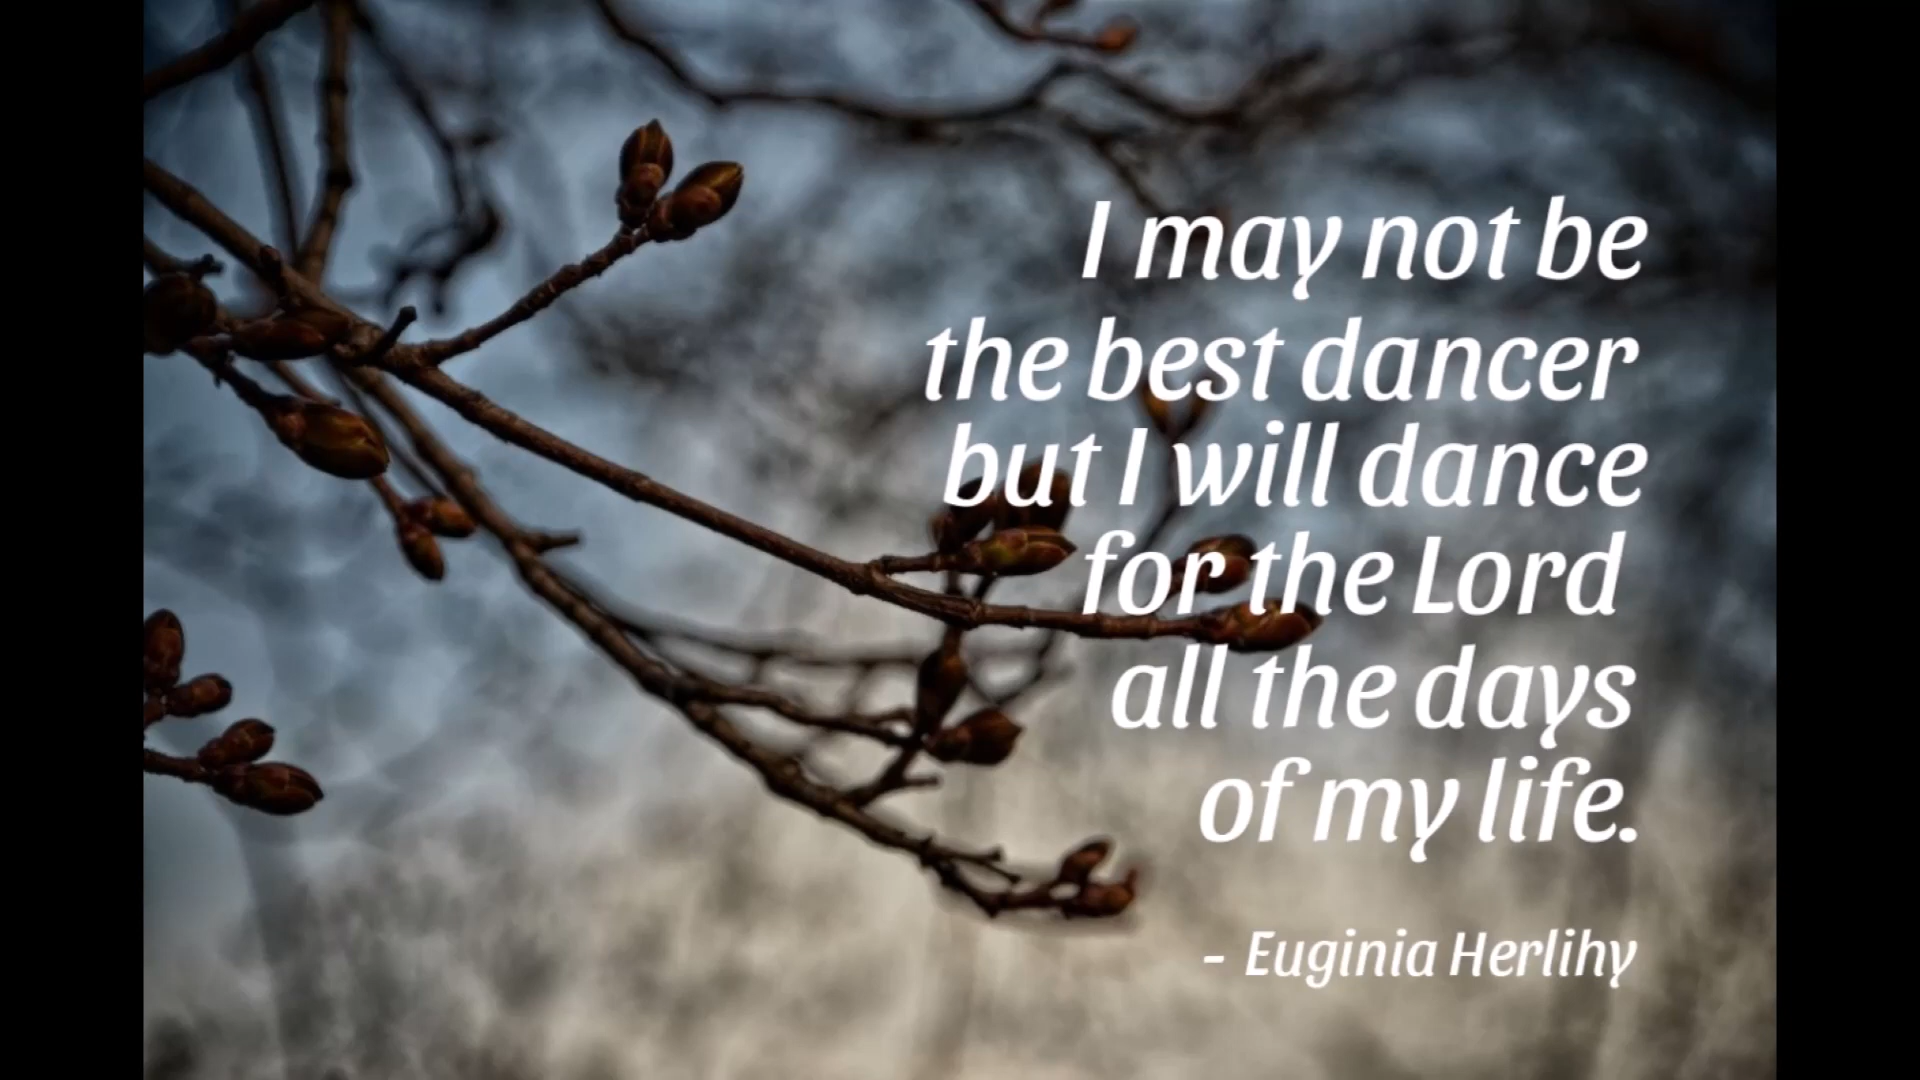 I may not be
the best dancer
but I will dance
for the Lord
all the days
of my life.
- Euginia Herlihy